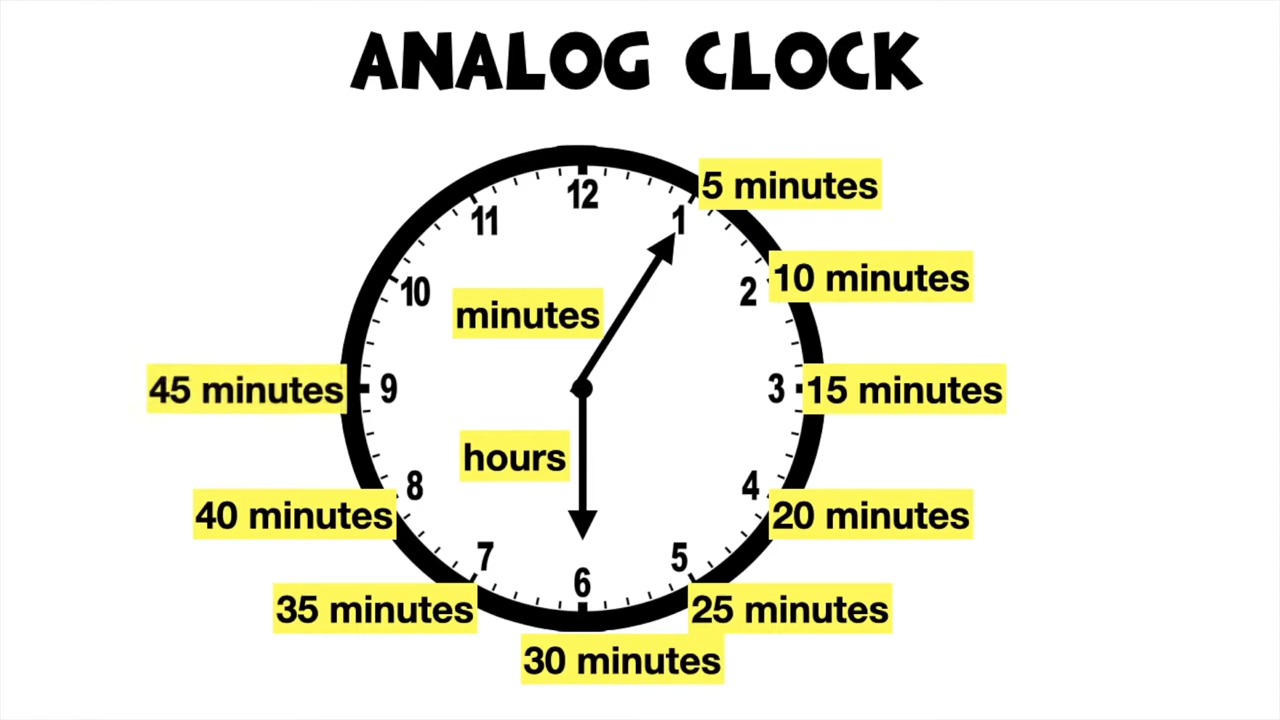 ANALOG CLOCK
12
11
1
5 minutes
10
2
10 minutes
minutes
45 minutes
9
3
15 minutes
hours
8
4
40 minutes
20 minutes
7
5
6
35 minutes
25 minutes
30 minutes